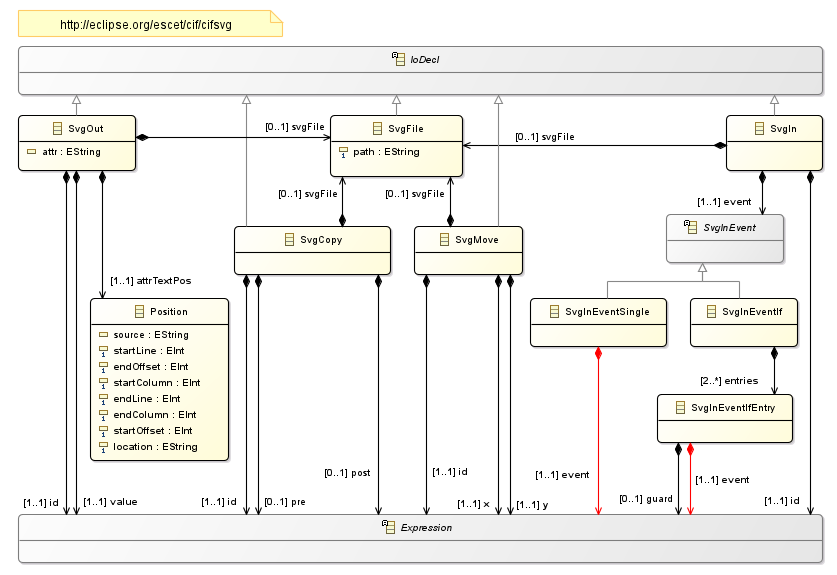 http://eclipse.org/escet/cif/cifsvg
IoDecl
SvgOut
attr : EString
[0..1] svgFile
SvgFile
path : EString
[0..1] svgFile
SvgIn
[0..1] svgFile
[0..1] svgFile
[1..1] event
SvgCopy
SvgMove
SvgInEvent
[1..1] attrTextPos
Position
source : EString
startLine : EInt
endOffset : EInt
startColumn : EInt
endLine : EInt
endColumn : EInt
startOffset : EInt
location : EString
SvgInEventSingle
SvgInEventIf
[2..*] entries
SvgInEventIfEntry
[0..1] post
[1..1] id
[1..1] event
[1..1] event
[1..1] id
[1..1] value
[1..1] id
[0..1] pre
[1..1] x
[1..1] y
[0..1] guard
[1..1] id
Expression